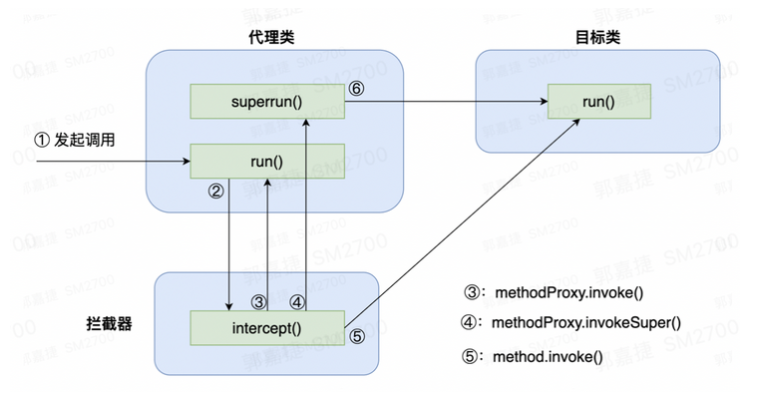 代理类
目标类
superrun()
⑥
run()
① 发起调用
run()
②
③
④
拦截器
intercept()
⑤
③：methodProxy.invoke()
④：methodProxy.invokeSuper()
⑤：method.invoke()
郭嘉捷 SM2700